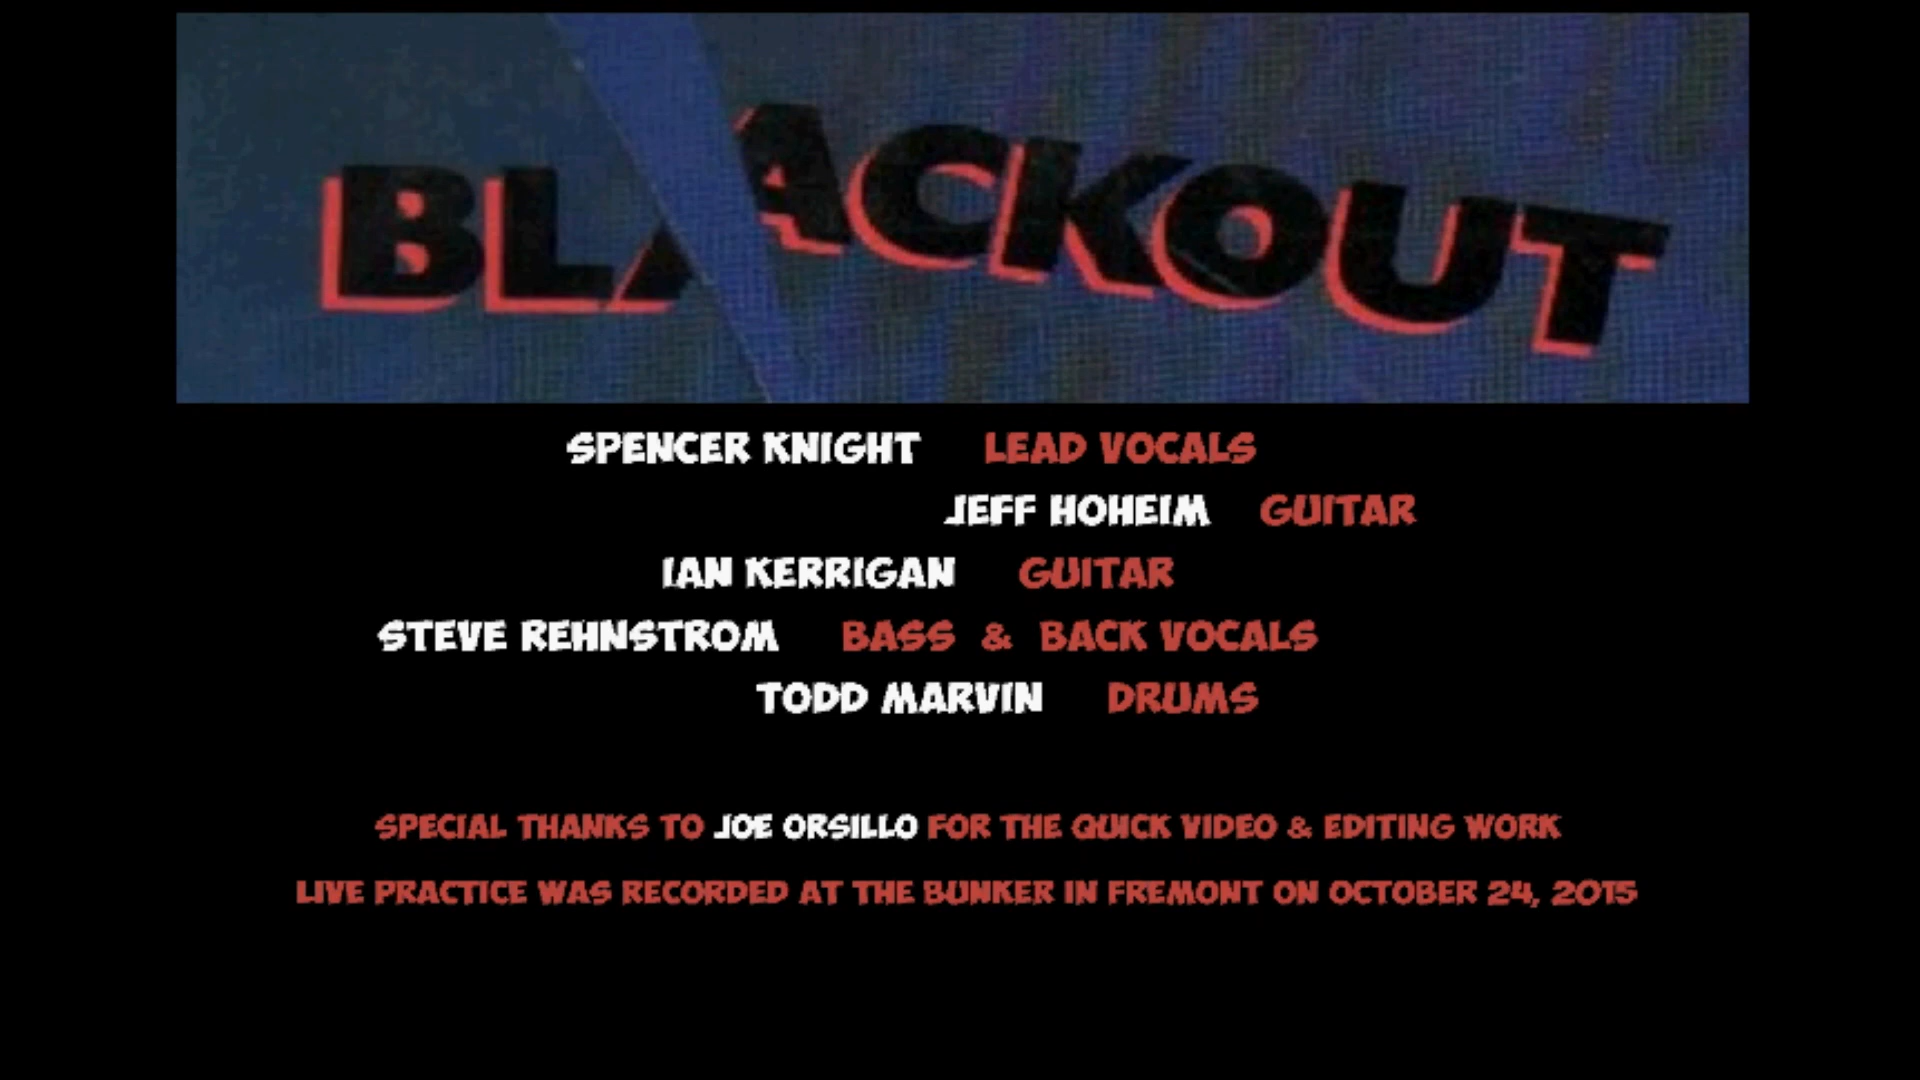 BLACKOUT
SPENCER KNIGHT LEAD VOCALS
JEFF HOHEIM GUITAR
IAN KERRIGAN GUITAR
STEVE REHNSTROM BASS & BACK VOCALS
TODD MARVIN DRUMS
SPECIAL THANKS TO JOE ORSILLO FOR THE QUICK VIDEO & EDITING WORK
LIVE PRACTICE WAS RECORDED AT THE BUNKER IN FREMONT ON OCTOBER 24, 2015